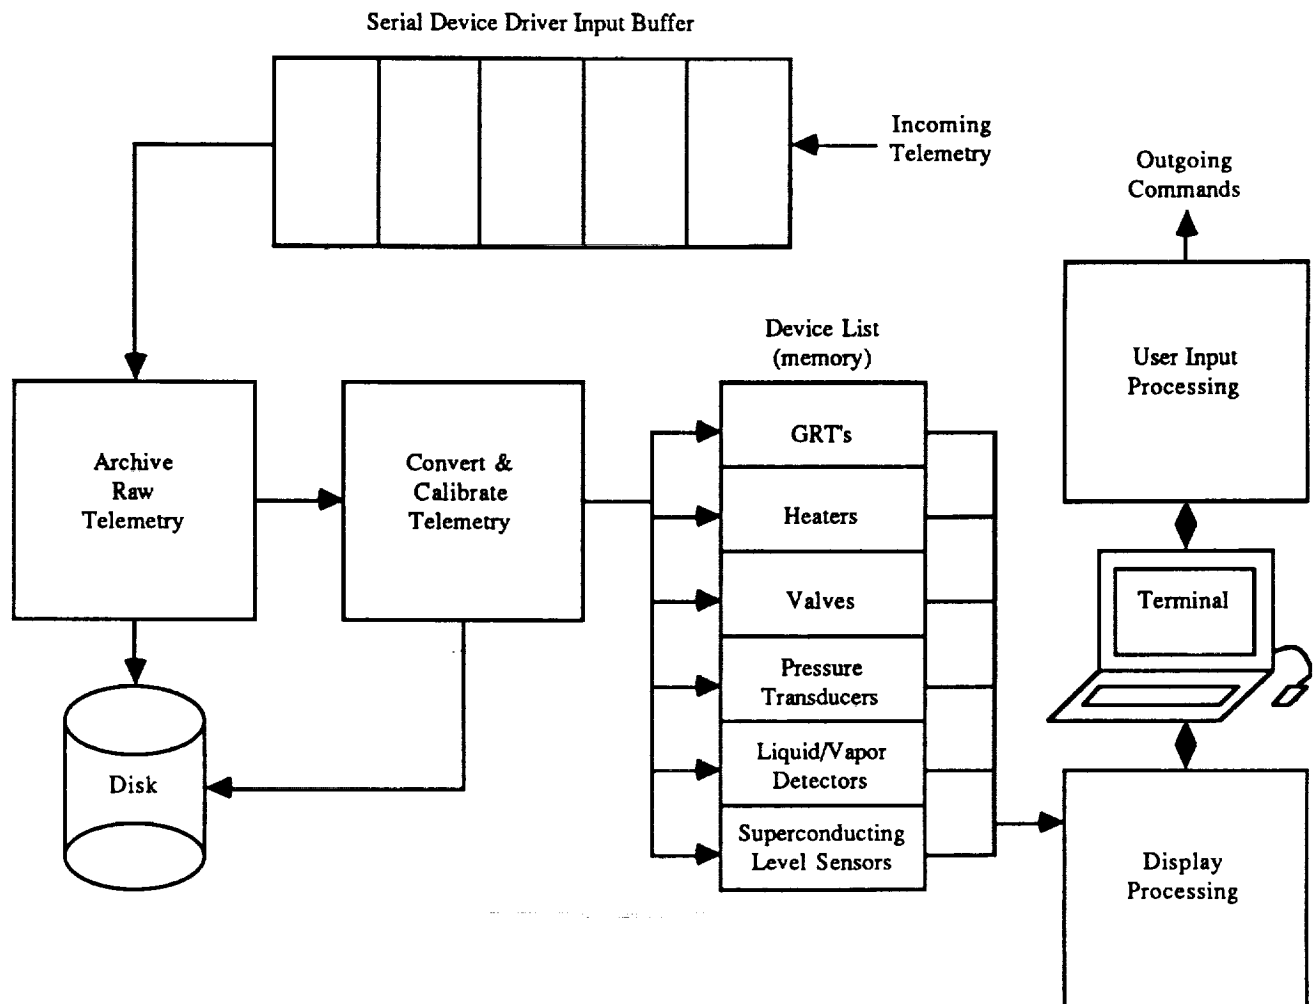 Serial Device Driver Input Buffer
Incoming
Telemetry
Outgoing
Commands
Device List
(memory)
User Input
Processing
Archive
Raw
Telemetry
Convert &
Calibrate
Telemetry
GRT's
Heaters
Valves
Pressure
Transducers
Liquid/Vapor
Detectors
Superconducting
Level Sensors
Terminal
Disk
Display
Processing